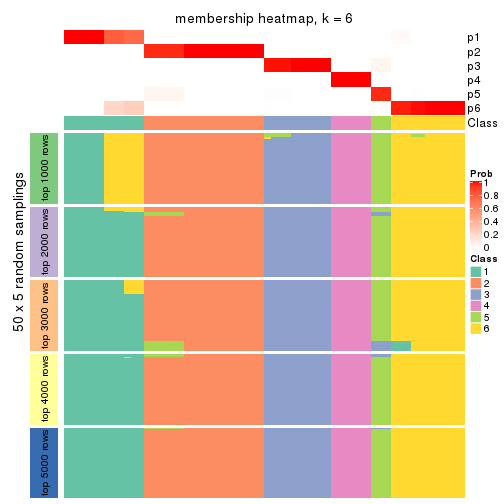 membership heatmap, k = 6
p1
p2
p3
p4
p5
p6
Class
50 x 5 random samplings
top 1000 rows
top 2000 rows
top 3000 rows
top 4000 rows
top 5000 rows
Prob
1
0.8
0.6
0.4
0.2
0
Class
1
2
3
4
5
6